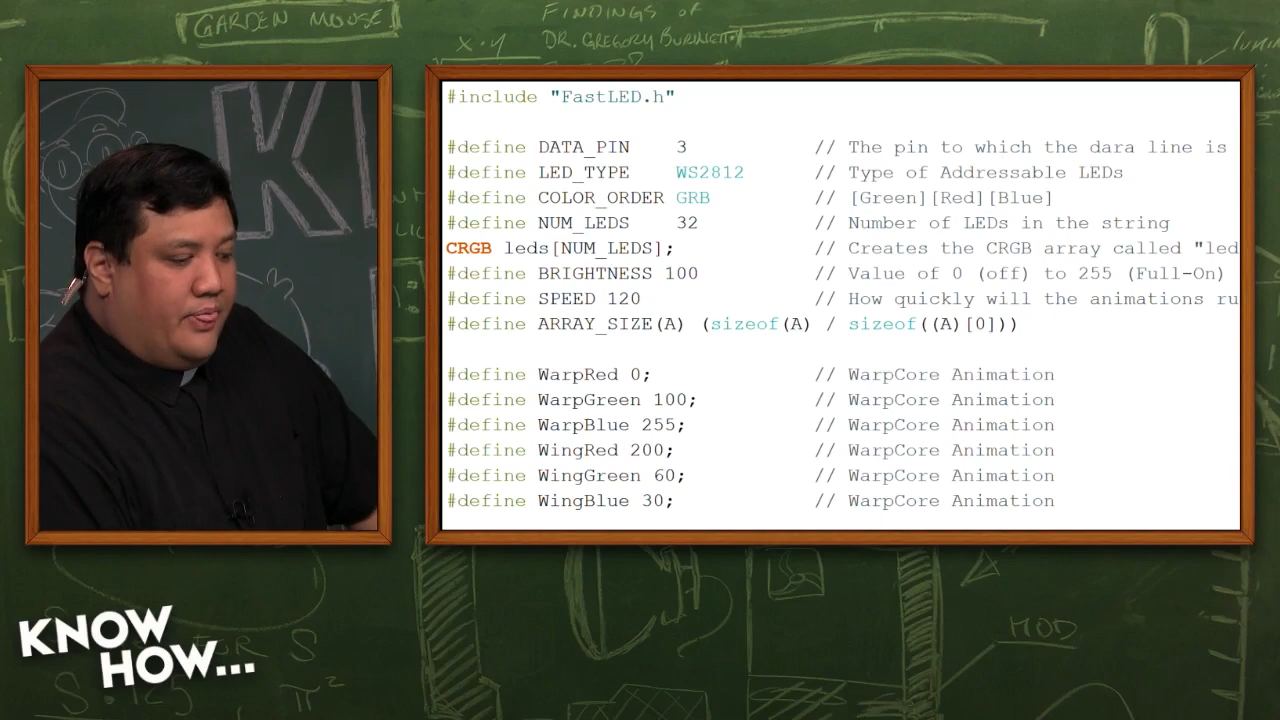 GARDEN MOUSE
FINDINGS OF
DR. GREGORY BURNETT
X·Y
#include "FastLED.h"
#define DATA_PIN 3 // The pin to which the dara line is
#define LED_TYPE WS2812 // Type of Addressable LEDs
#define COLOR_ORDER GRB // [Green][Red][Blue]
#define NUM_LEDS 32 // Number of LEDs in the string
CRGB leds[NUM_LEDS]; // Creates the CRGB array called "led
#define BRIGHTNESS 100 // Value of 0 (off) to 255 (Full-On)
#define SPEED 120 // How quickly will the animations ru
#define ARRAY_SIZE(A) (sizeof(A) / sizeof((A)[0]))
#define WarpRed 0; // WarpCore Animation
#define WarpGreen 100; // WarpCore Animation
#define WarpBlue 255; // WarpCore Animation
#define WingRed 200; // WarpCore Animation
#define WingGreen 60; // WarpCore Animation
#define WingBlue 30; // WarpCore Animation
KNOW
HOW...
MOD
π²